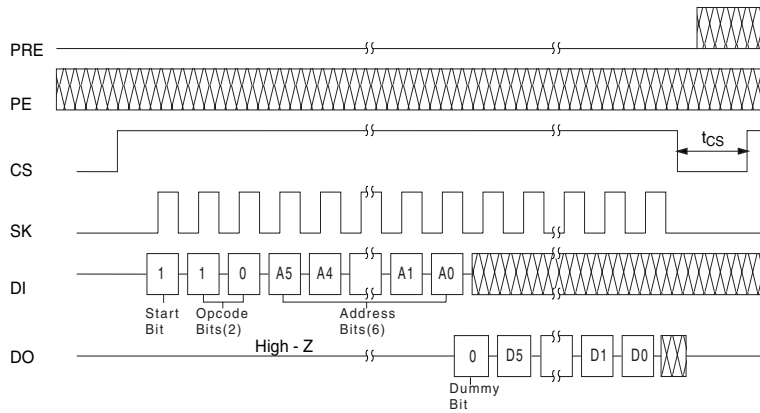 PRE
PE
CS
tCS
SK
DI
1 1 0 A5 A4 A1 A0
Start Bit
Opcode Bits(2)
Address Bits(6)
High - Z
DO
0 D5 D1 D0
Dummy Bit